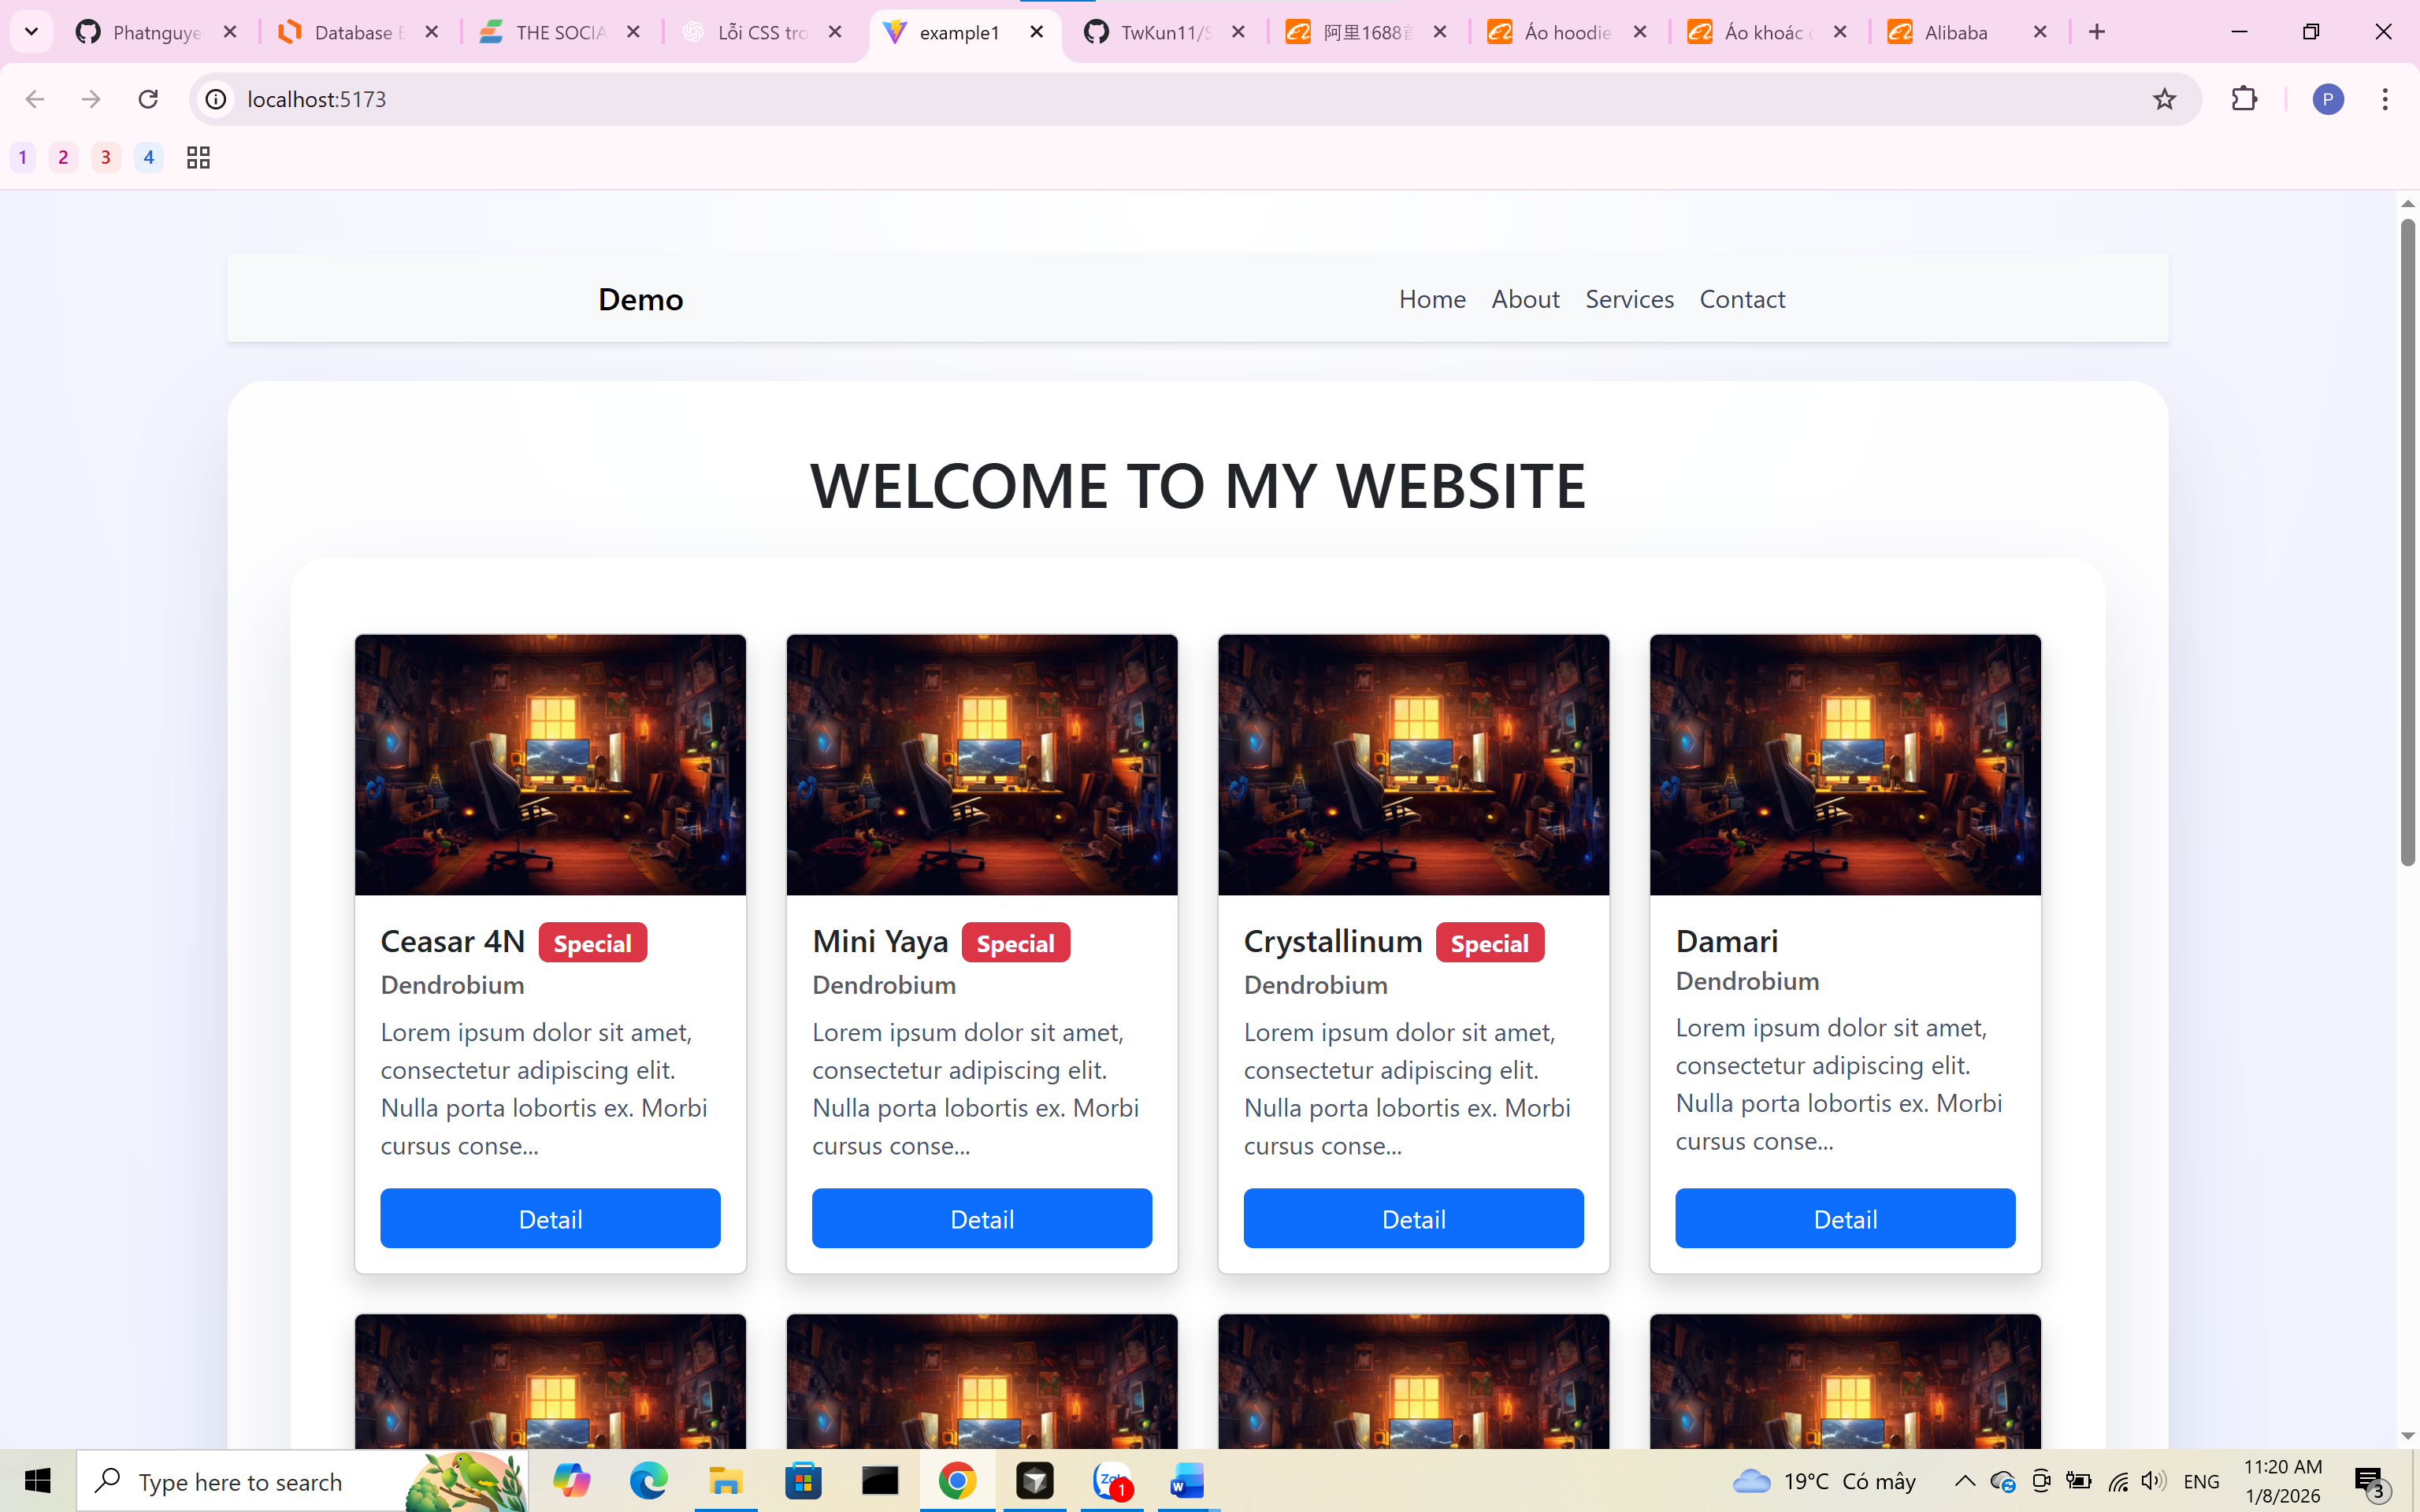 Phatnguye
Database E
THE SOCIA
Lỗi CSS tro
example1
TwKun11/S
阿里1688
Áo hoodie
Áo khoác
Alibaba
localhost:5173
P
1 2 3 4
Demo
Home About Services Contact
WELCOME TO MY WEBSITE
Ceasar 4N Special
Dendrobium
Lorem ipsum dolor sit amet,
consectetur adipiscing elit.
Nulla porta lobortis ex. Morbi
cursus conse...
Detail
Mini Yaya Special
Dendrobium
Lorem ipsum dolor sit amet,
consectetur adipiscing elit.
Nulla porta lobortis ex. Morbi
cursus conse...
Detail
Crystallinum Special
Dendrobium
Lorem ipsum dolor sit amet,
consectetur adipiscing elit.
Nulla porta lobortis ex. Morbi
cursus conse...
Detail
Damari
Dendrobium
Lorem ipsum dolor sit amet,
consectetur adipiscing elit.
Nulla porta lobortis ex. Morbi
cursus conse...
Detail
Type here to search
Zalo
1
W
19°C Có mây
ENG
11:20 AM
1/8/2026
3